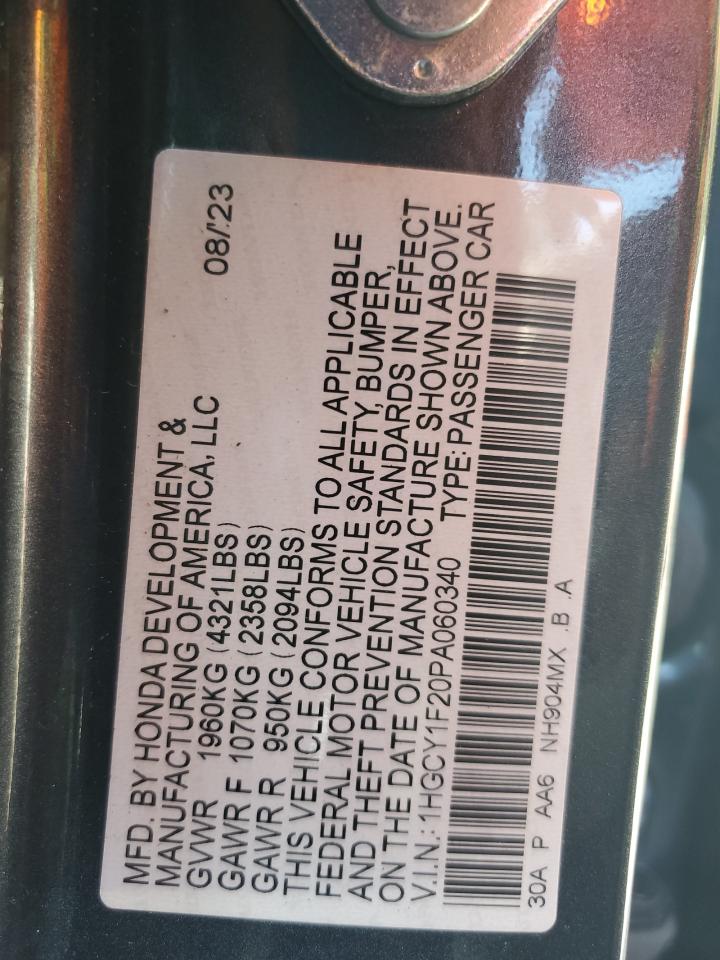 MFD. BY HONDA DEVELOPMENT &
MANUFACTURING OF AMERICA, LLC 08/23
GVWR 1960KG (4321LBS)
GAWR F 1070KG (2358LBS)
GAWR R 950KG (2094LBS)
THIS VEHICLE CONFORMS TO ALL APPLICABLE
FEDERAL MOTOR VEHICLE SAFETY, BUMPER,
AND THEFT PREVENTION STANDARDS IN EFFECT
ON THE DATE OF MANUFACTURE SHOWN ABOVE.
V.I.N.: 1HGCY1F20PA060340 TYPE: PASSENGER CAR
30A P AA6 NH904MX .B .A